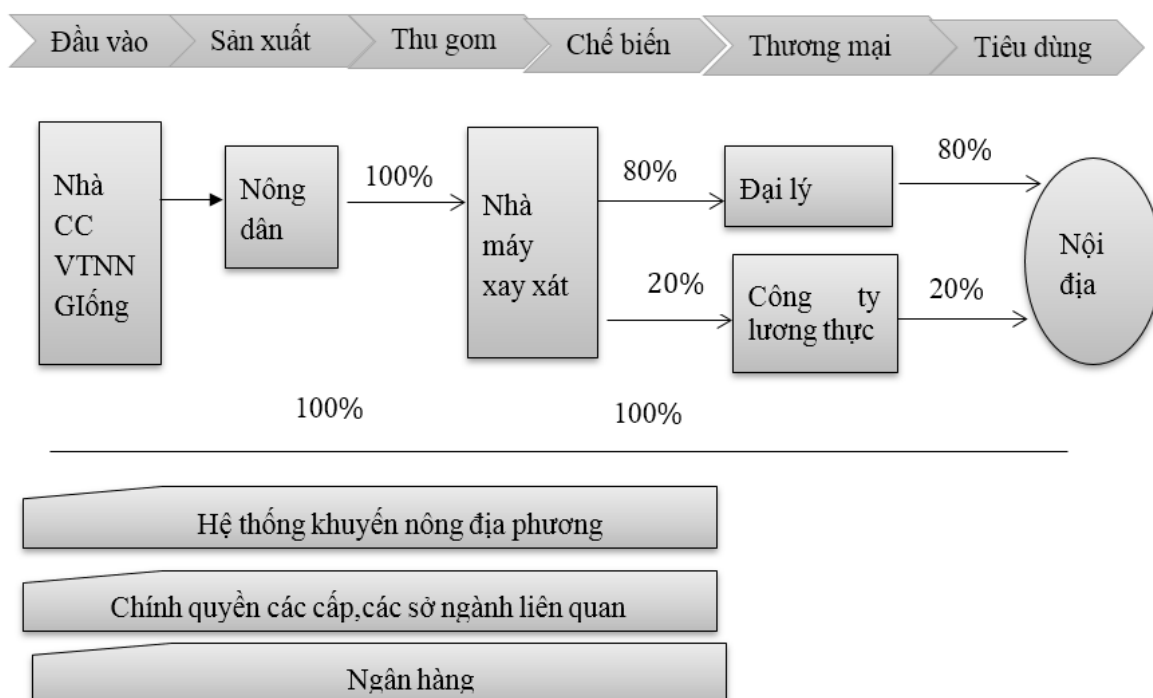 Đầu vào
Sản xuất
Thu gom
Chế biến
Thương mại
Tiêu dùng
Nhà
CC
VTNN
GIống
Nông
dân
100%
Nhà
máy
xay xát
80%
Đại lý
80%
20%
Công ty
lương thực
20%
Nội
địa
100%
100%
Hệ thống khuyến nông địa phương
Chính quyền các cấp,các sở ngành liên quan
Ngân hàng